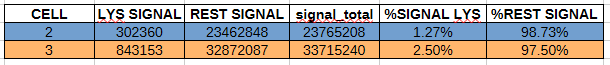 CELL LYS SIGNAL REST SIGNAL signal_total %SIGNAL LYS %REST SIGNAL
2 302360 23462848 23765208 1.27% 98.73%
3 843153 32872087 33715240 2.50% 97.50%